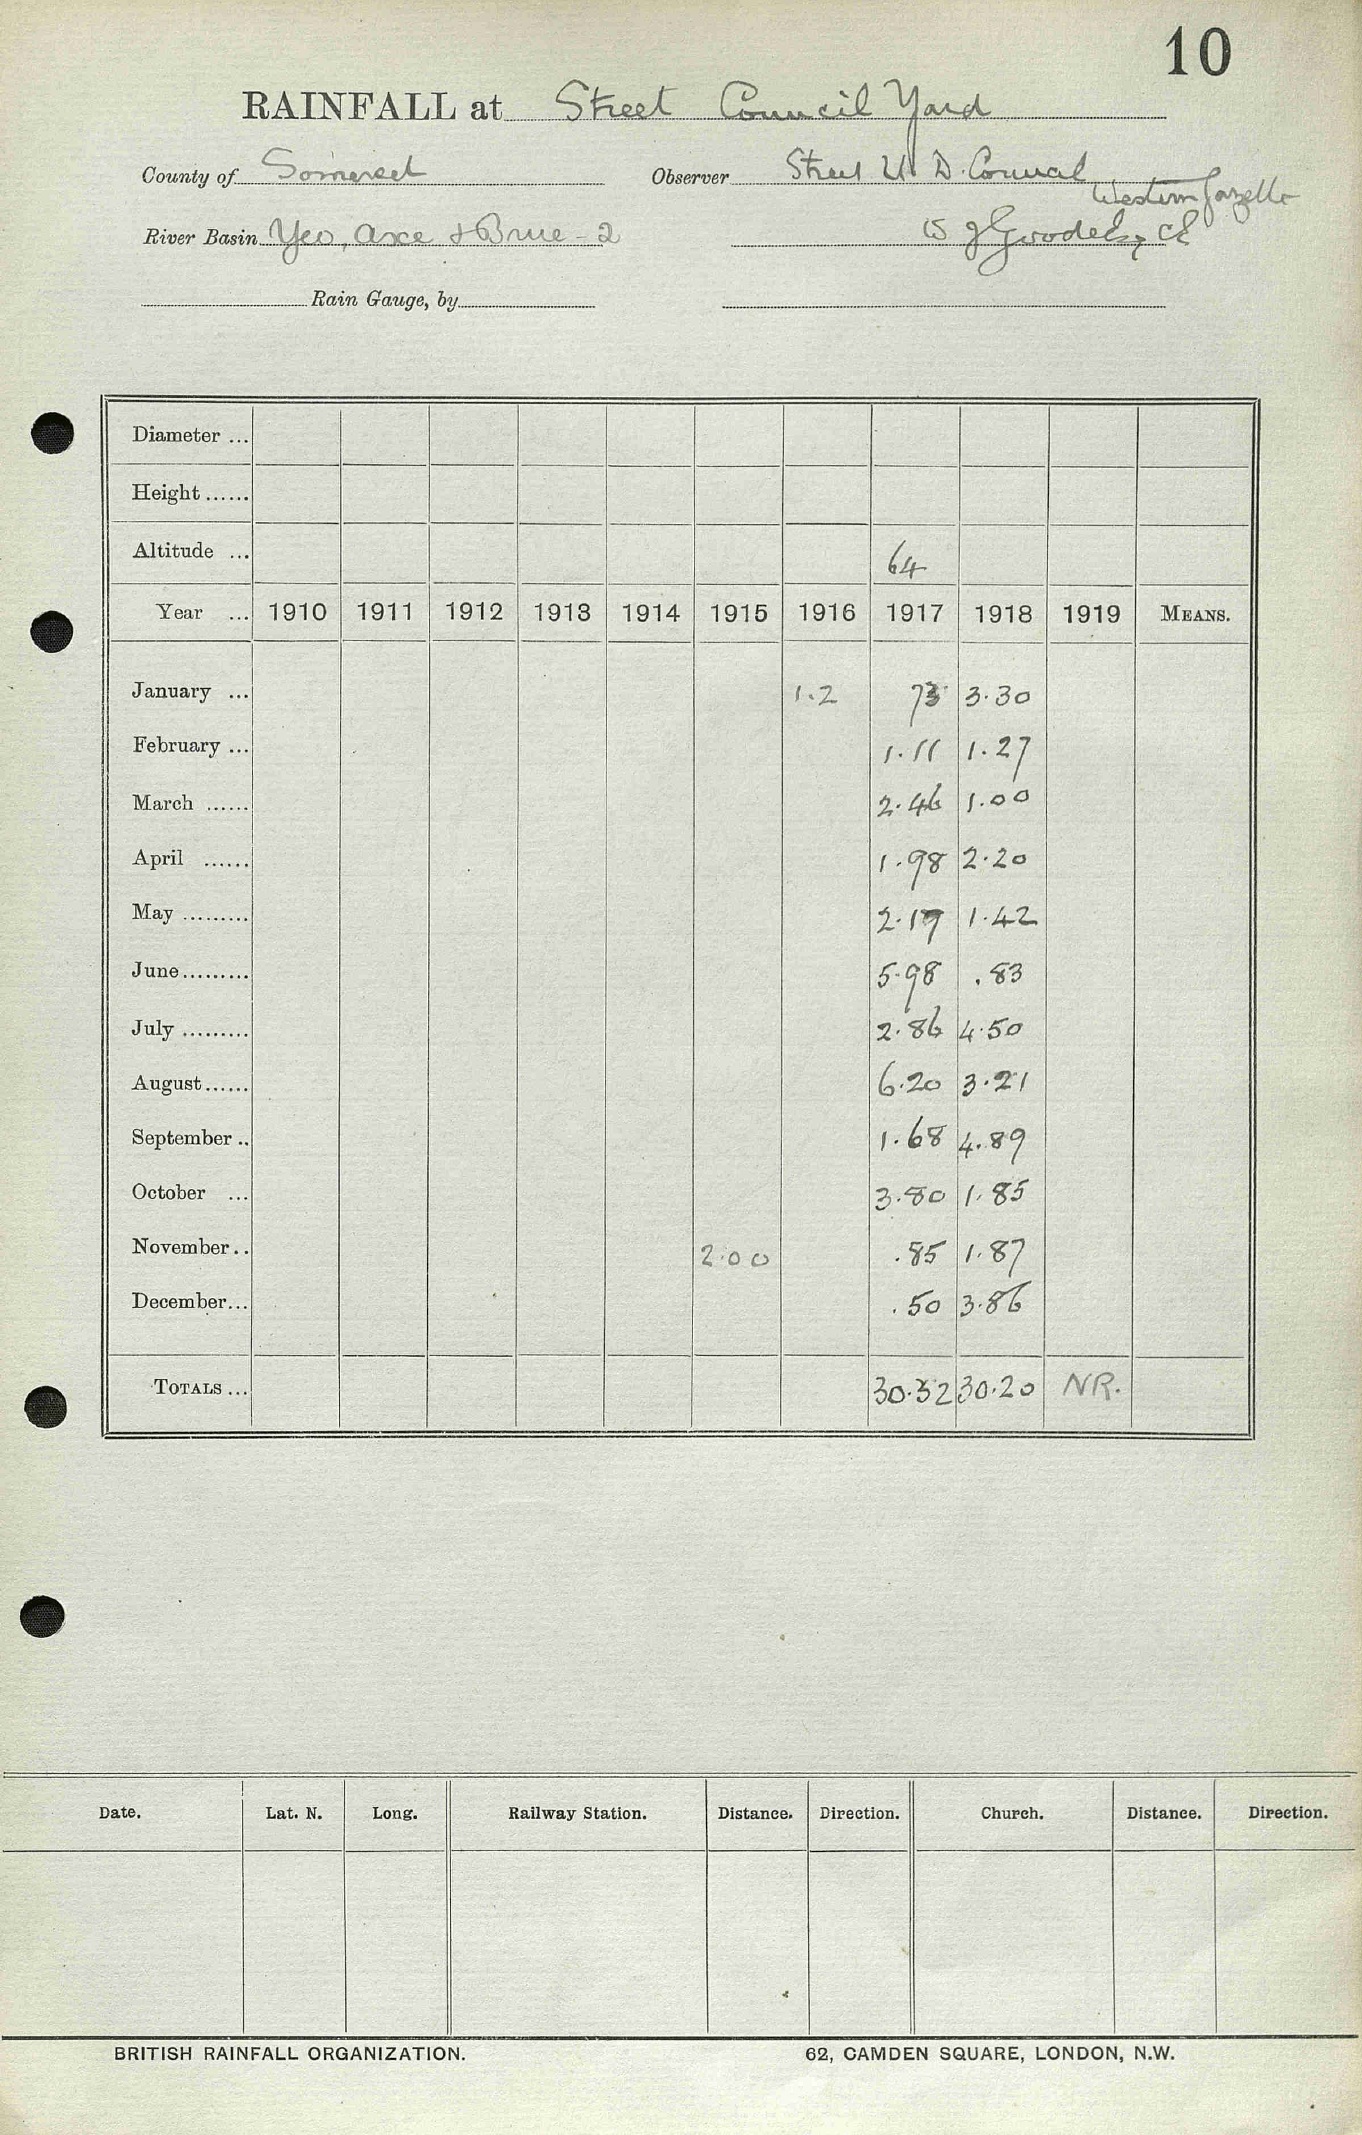 10
RAINFALL at Street Council Yard
County of Somerset Observer Street U. D. Council
Western Gazette
River Basin Yeo, Axe & Brue - 2
Rain Gauge, by
Diameter ...
Height ......
Altitude ... 64
Year ... 1910 1911 1912 1913 1914 1915 1916 1917 1918 1919 MEANS.
January ... 1.2 73 3.30
February ... 1.11 1.27
March ...... 2.46 1.00
April ...... 1.98 2.20
May ......... 2.17 1.42
June ......... 5.98 .83
July ......... 2.86 4.50
August ...... 6.20 3.21
September .. 1.68 4.89
October ... 3.80 1.85
November .. 2.00 .85 1.87
December ... .50 3.86
TOTALS ... 30.32 30.20 NR.
Date. Lat. N. Long. Railway Station. Distance. Direction. Church. Distance. Direction.
BRITISH RAINFALL ORGANIZATION. 62, CAMDEN SQUARE, LONDON, N.W.